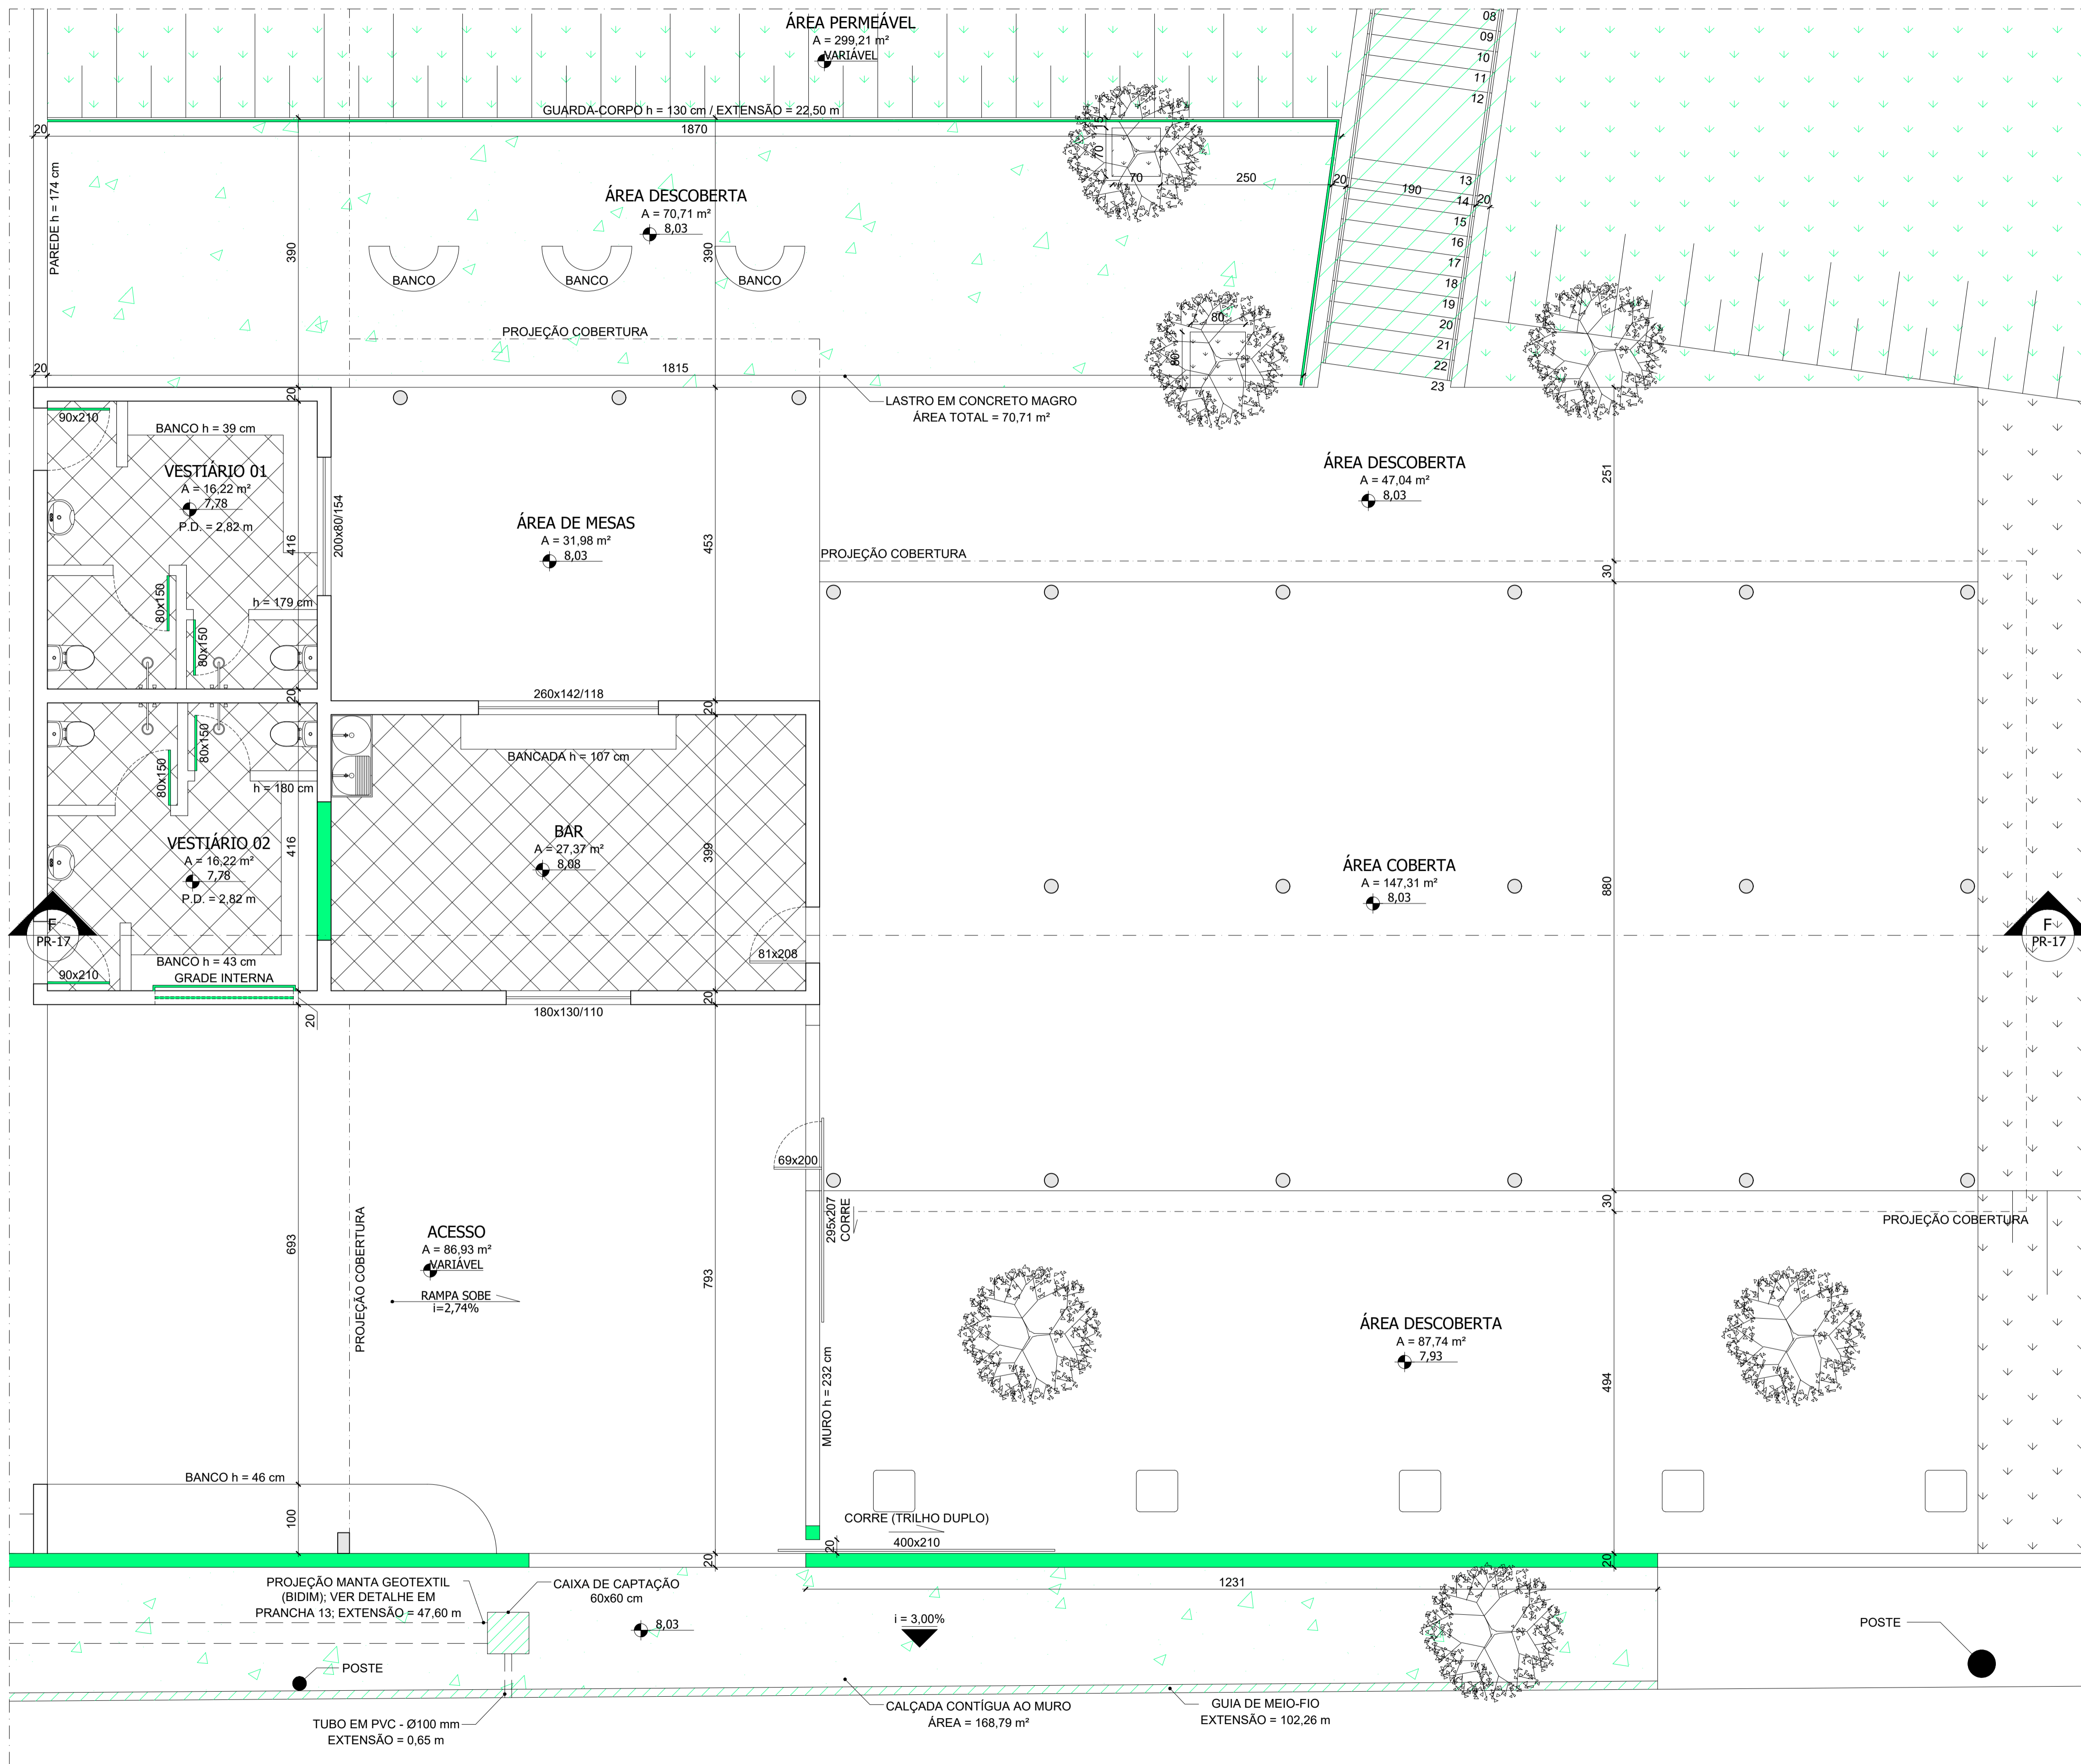 ÁREA PERMEÁVEL
A = 299,21 m²
VARIÁVEL
08
09
10
11
12
GUARDA-CORPO h = 130 cm / EXTENSÃO = 22,50 m
20
1870
15
70
70
250
20
190
13
14
20
15
16
17
18
19
20
21
22
23
PAREDE h = 174 cm
390
ÁREA DESCOBERTA
A = 70,71 m²
8,03
390
BANCO
BANCO
BANCO
PROJEÇÃO COBERTURA
80
80
20
1815
LASTRO EM CONCRETO MAGRO
ÁREA TOTAL = 70,71 m²
20
90x210
BANCO h = 39 cm
VESTIÁRIO 01
A = 16,22 m²
7,78
P.D. = 2,82 m
416
200x80/154
80x150
h = 179 cm
80x150
20
ÁREA DE MESAS
A = 31,98 m²
8,03
453
ÁREA DESCOBERTA
A = 47,04 m²
8,03
251
PROJEÇÃO COBERTURA
30
260x142/118
20
BANCADA h = 107 cm
80x150
80x150
h = 180 cm
VESTIÁRIO 02
A = 16,22 m²
7,78
P.D. = 2,82 m
416
BAR
A = 27,37 m²
8,08
399
ÁREA COBERTA
A = 147,31 m²
8,03
880
F
PR-17
F
PR-17
81x208
BANCO h = 43 cm
90x210
GRADE INTERNA
20
20
180x130/110
69x200
295x207
CORRE
30
PROJEÇÃO COBERTURA
PROJEÇÃO COBERTURA
693
ACESSO
A = 86,93 m²
VARIÁVEL
RAMPA SOBE
i=2,74%
793
MURO h = 232 cm
ÁREA DESCOBERTA
A = 87,74 m²
7,93
494
BANCO h = 46 cm
100
CORRE (TRILHO DUPLO)
400x210
20
20
20
1231
PROJEÇÃO MANTA GEOTEXTIL
(BIDIM); VER DETALHE EM
PRANCHA 13; EXTENSÃO = 47,60 m
CAIXA DE CAPTAÇÃO
60x60 cm
8,03
i = 3,00%
POSTE
POSTE
TUBO EM PVC - Ø100 mm
EXTENSÃO = 0,65 m
CALÇADA CONTÍGUA AO MURO
ÁREA = 168,79 m²
GUIA DE MEIO-FIO
EXTENSÃO = 102,26 m